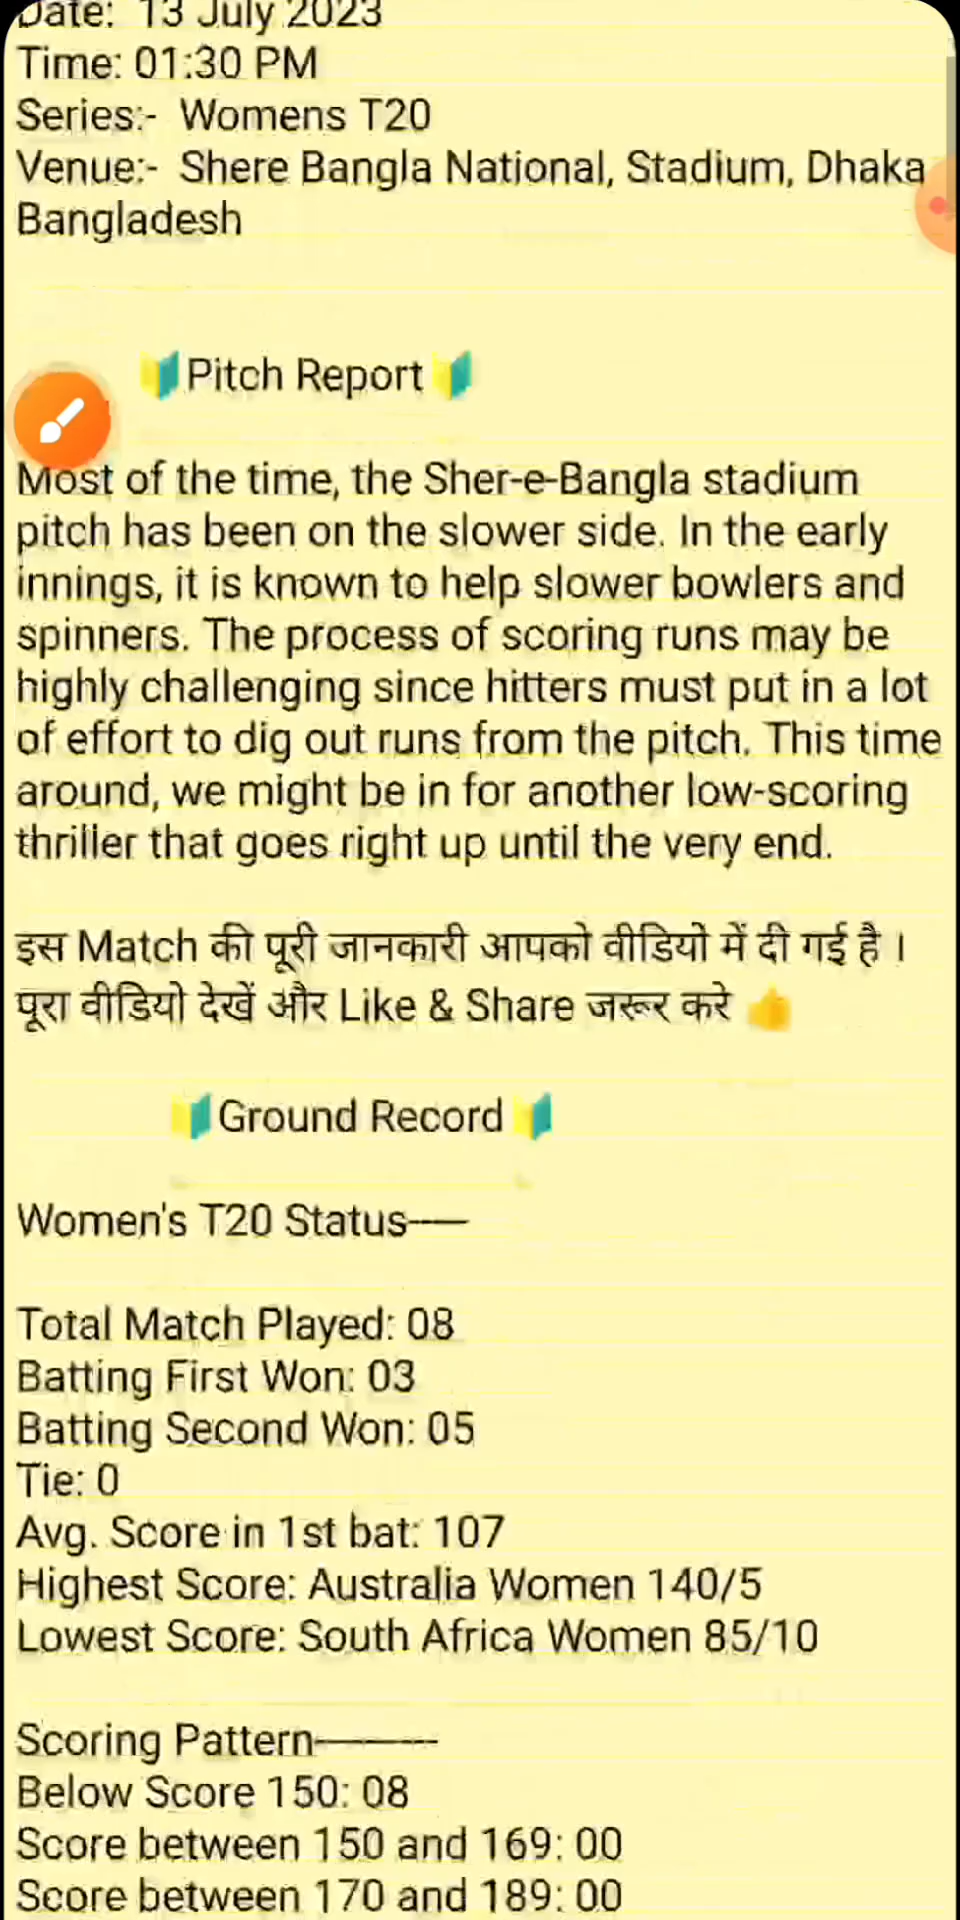 Date: 13 July 2023
Time: 01:30 PM
Series:- Womens T20
Venue:- Shere Bangla National, Stadium, Dhaka
Bangladesh
🔰Pitch Report🔰
Most of the time, the Sher-e-Bangla stadium
pitch has been on the slower side. In the early
innings, it is known to help slower bowlers and
spinners. The process of scoring runs may be
highly challenging since hitters must put in a lot
of effort to dig out runs from the pitch. This time
around, we might be in for another low-scoring
thriller that goes right up until the very end.
इस Match की पूरी जानकारी आपको वीडियो में दी गई है ।
पूरा वीडियो देखें और Like & Share जरूर करे 👍
🔰Ground Record🔰
Women's T20 Status----
Total Match Played: 08
Batting First Won: 03
Batting Second Won: 05
Tie: 0
Avg. Score in 1st bat: 107
Highest Score: Australia Women 140/5
Lowest Score: South Africa Women 85/10
Scoring Pattern--------
Below Score 150: 08
Score between 150 and 169: 00
Score between 170 and 189: 00